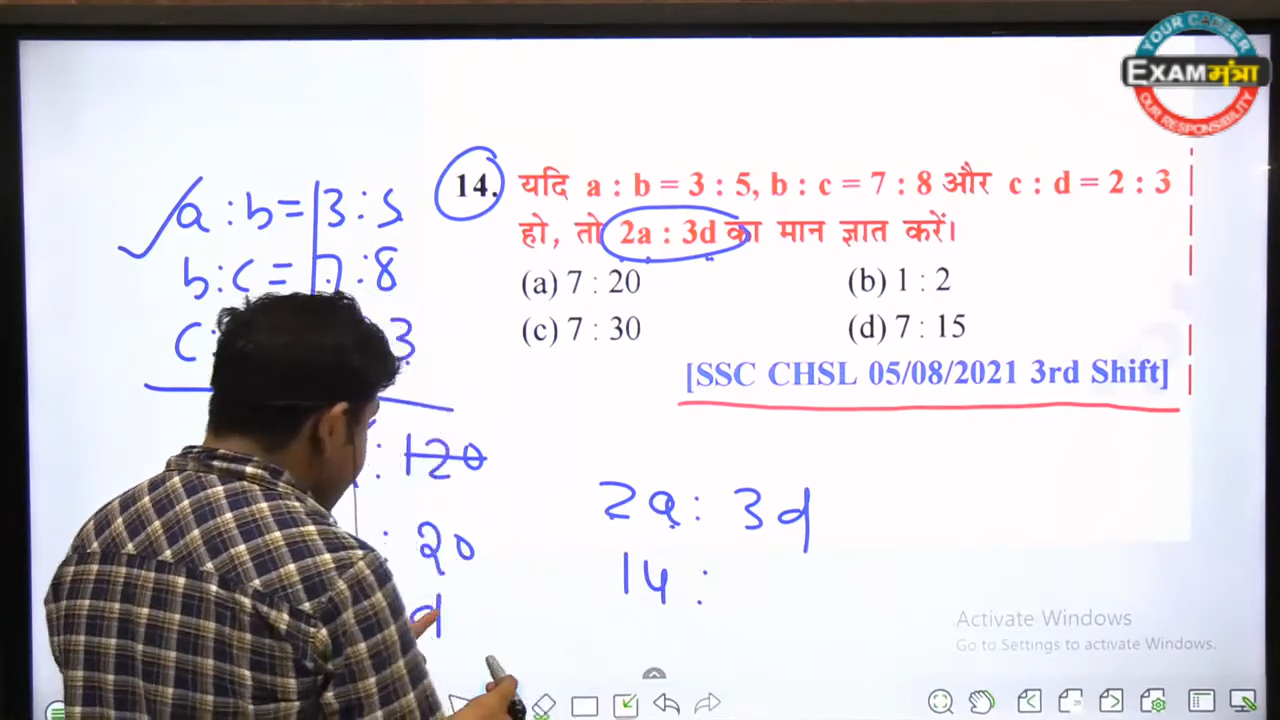 YOUR CAREER
EXAMमंत्रा
OUR RESPONSIBILITY
14. यदि a : b = 3 : 5, b : c = 7 : 8 और c : d = 2 : 3
हो, तो 2a : 3d का मान ज्ञात करें।
(a) 7 : 20
(b) 1 : 2
(c) 7 : 30
(d) 7 : 15
[SSC CHSL 05/08/2021 3rd Shift]
a : b = 3 : 5
b : c = 7 : 8
c : 3
: 120
: 20
d
2a : 3d
14 :
Activate Windows
Go to Settings to activate Windows.